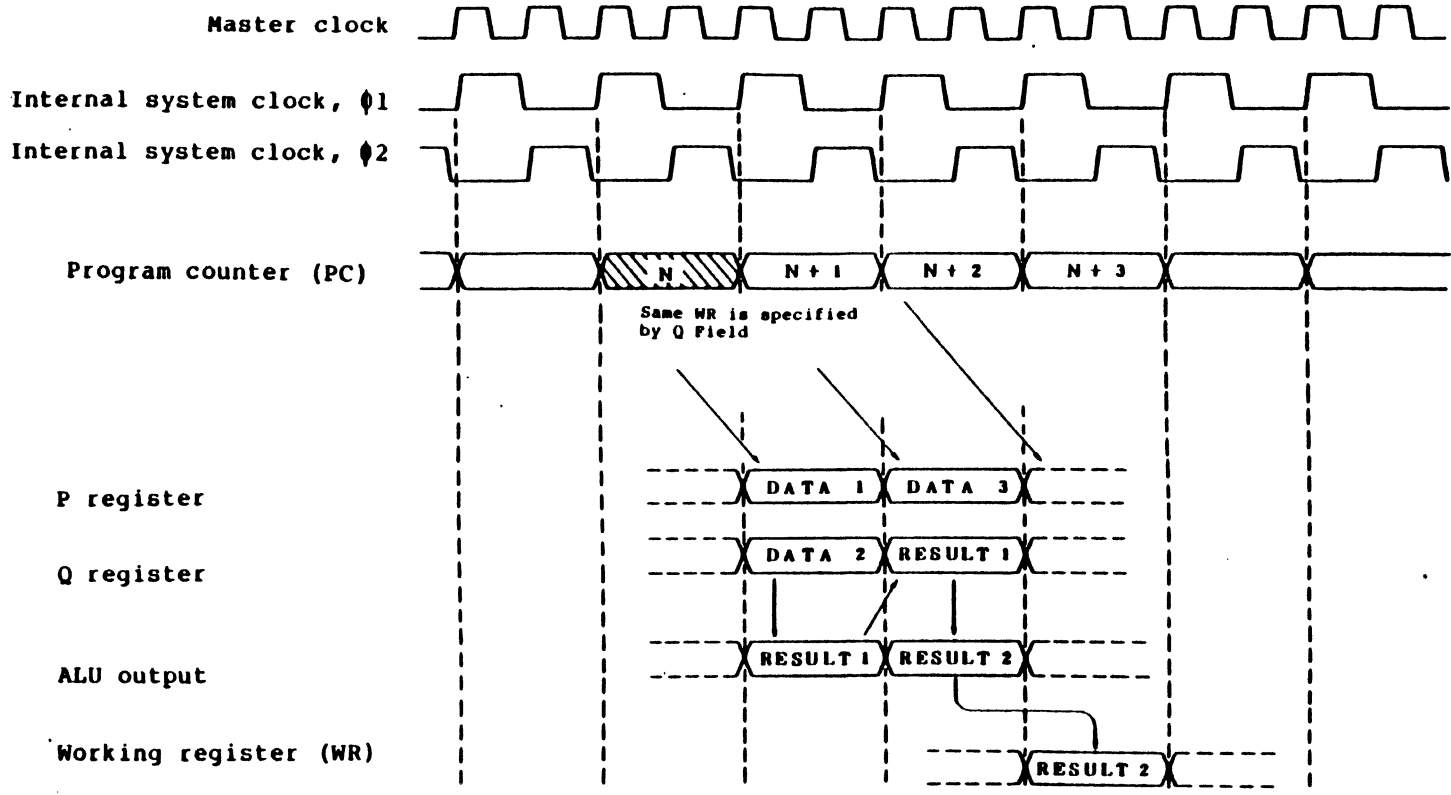 Master clock
Internal system clock, ϕ1
Internal system clock, ϕ2
Program counter (PC)
N
N + 1
N + 2
N + 3
Same WR is specified
by Q Field
P register
DATA 1
DATA 3
Q register
DATA 2
RESULT 1
ALU output
RESULT 1
RESULT 2
Working register (WR)
RESULT 2